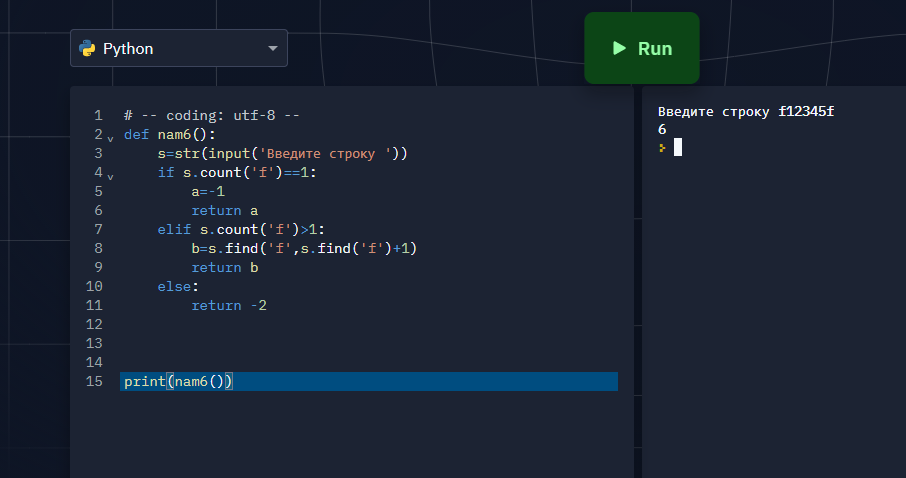 Python
Run
1 # -- coding: utf-8 --
2 def nam6():
3 s=str(input('Введите строку '))
4 if s.count('f')==1:
5 a=-1
6 return a
7 elif s.count('f')>1:
8 b=s.find('f',s.find('f')+1)
9 return b
10 else:
11 return -2
12
13
14
15 print(nam6())
Введите строку f12345f
6